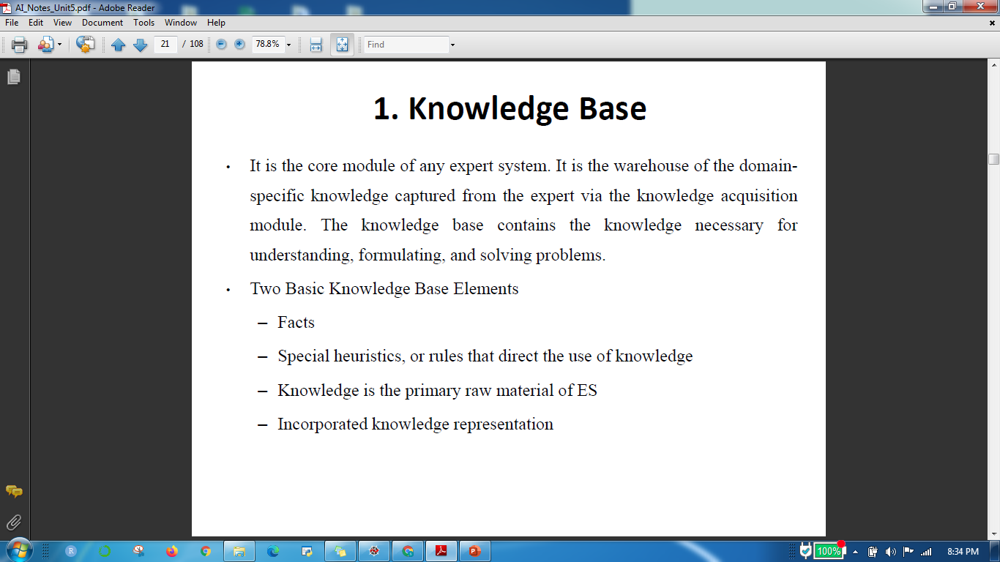 AI_Notes_Unit5.pdf - Adobe Reader
File Edit View Document Tools Window Help
21 / 108 78.8% Find
1. Knowledge Base
• It is the core module of any expert system. It is the warehouse of the domain-
specific knowledge captured from the expert via the knowledge acquisition
module. The knowledge base contains the knowledge necessary for
understanding, formulating, and solving problems.
• Two Basic Knowledge Base Elements
– Facts
– Special heuristics, or rules that direct the use of knowledge
– Knowledge is the primary raw material of ES
– Incorporated knowledge representation
100% 8:34 PM